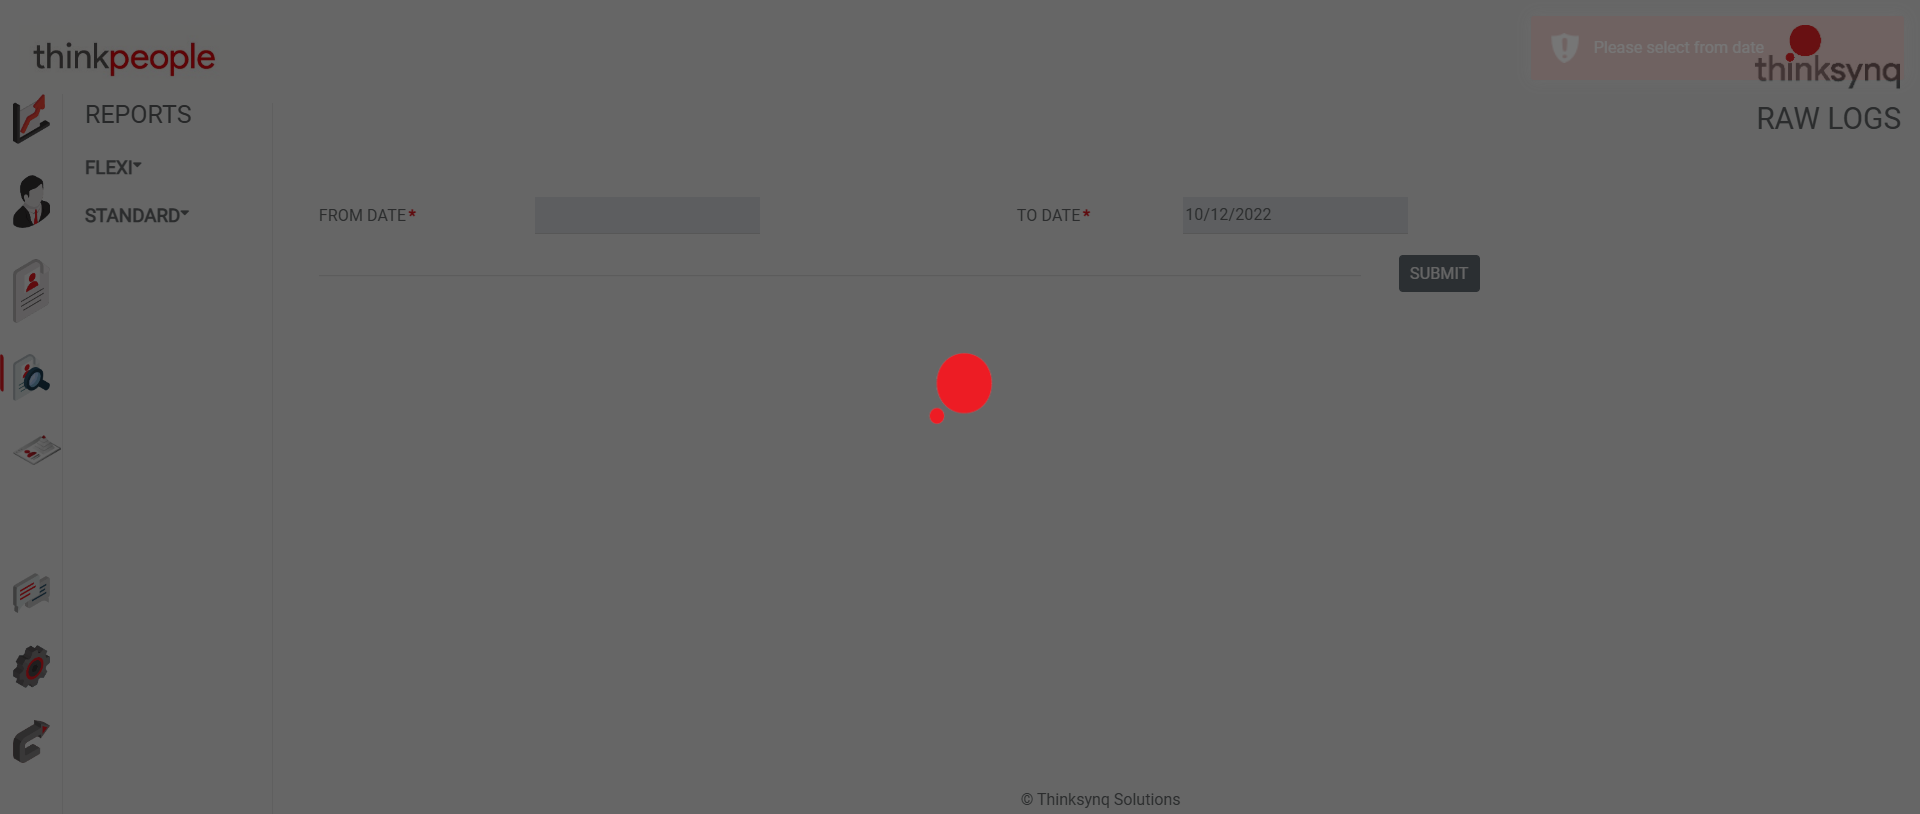 thinkpeople
Please select from date
thinksynq
REPORTS
RAW LOGS
FLEXI
STANDARD
FROM DATE*
TO DATE*
10/12/2022
SUBMIT
© Thinksynq Solutions